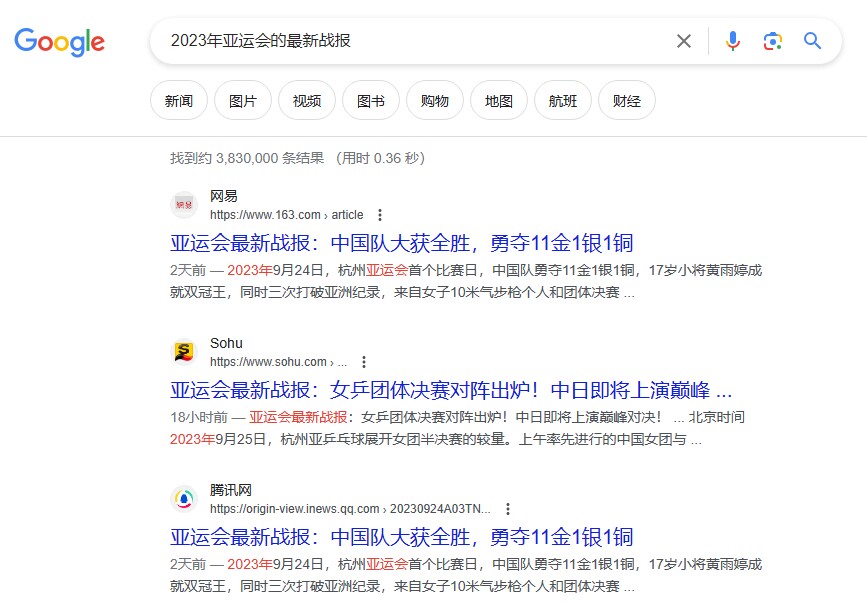 Google
2023年亚运会的最新战报
新闻 图片 视频 图书 购物 地图 航班 财经
找到约 3,830,000 条结果 （用时 0.36 秒）
網易
网易
https://www.163.com › article
亚运会最新战报：中国队大获全胜，勇夺11金1银1铜
2天前 — 2023年9月24日，杭州亚运会首个比赛日，中国队勇夺11金1银1铜，17岁小将黄雨婷成
就双冠王，同时三次打破亚洲纪录，来自女子10米气步枪个人和团体决赛 ...
S
Sohu
https://www.sohu.com › ...
亚运会最新战报：女乒团体决赛对阵出炉！中日即将上演巅峰 ...
18小时前 — 亚运会最新战报：女乒团体决赛对阵出炉！中日即将上演巅峰对决！ ... 北京时间
2023年9月25日，杭州亚乒乓球展开女团半决赛的较量。上午率先进行的中国女团与 ...
腾讯网
https://origin-view.inews.qq.com › 20230924A03TN...
亚运会最新战报：中国队大获全胜，勇夺11金1银1铜
2天前 — 2023年9月24日，杭州亚运会首个比赛日，中国队勇夺11金1银1铜，17岁小将黄雨婷成
就双冠王，同时三次打破亚洲纪录，来自女子10米气步枪个人和团体决赛 ...